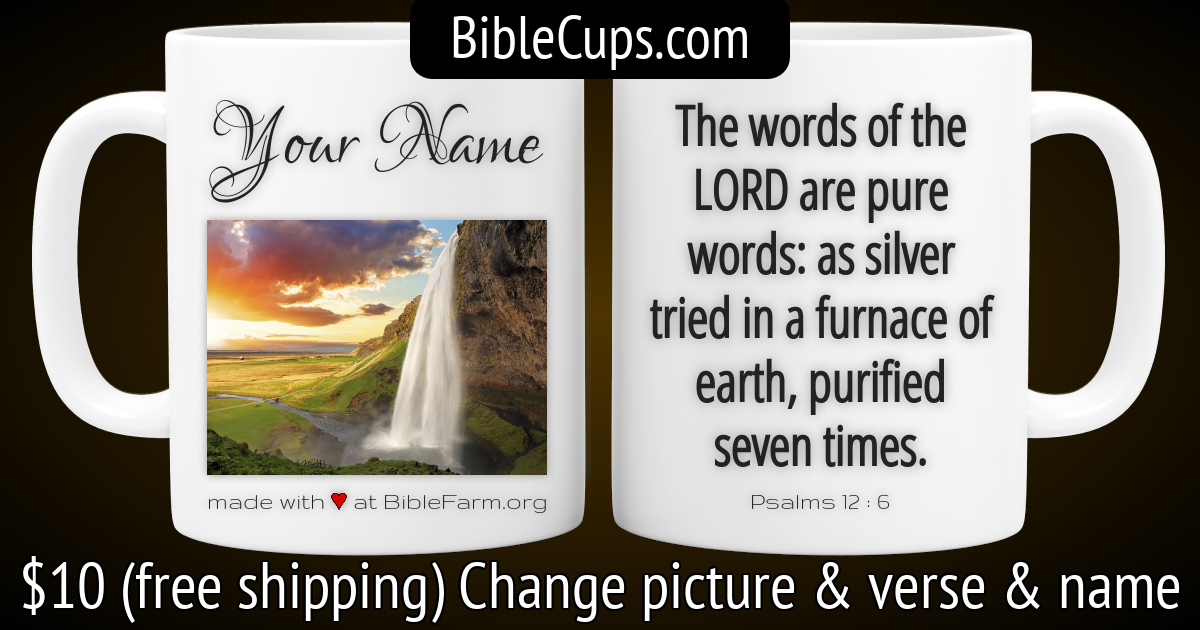 BibleCups.com
Your Name
made with ♥ at BibleFarm.org
The words of the
LORD are pure
words: as silver
tried in a furnace of
earth, purified
seven times.
Psalms 12 : 6
$10 (free shipping) Change picture & verse & name